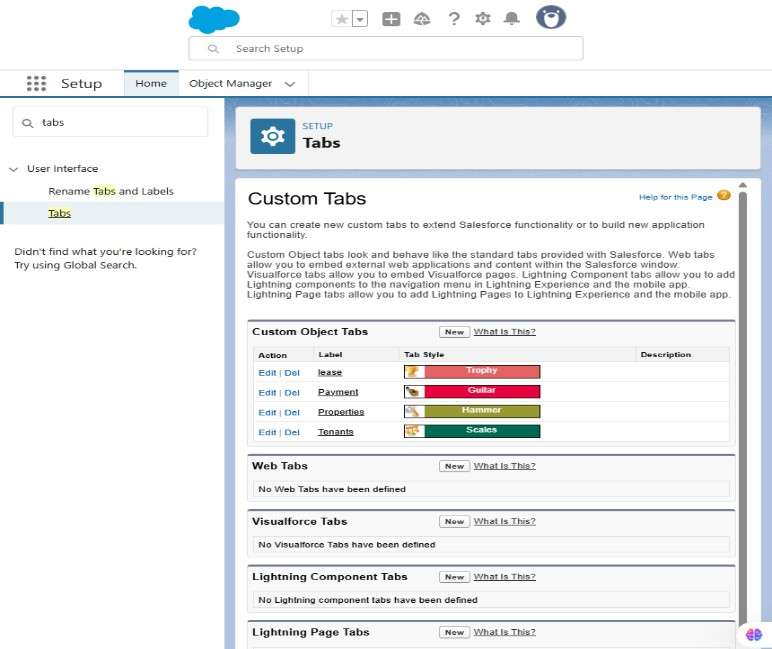 Search Setup
Setup
Home
Object Manager
tabs
User Interface
Rename Tabs and Labels
Tabs
Didn't find what you're looking for?
Try using Global Search.
SETUP
Tabs
Custom Tabs
Help for this Page ?
You can create new custom tabs to extend Salesforce functionality or to build new application
functionality.
Custom Object tabs look and behave like the standard tabs provided with Salesforce. Web tabs
allow you to embed external web applications and content within the Salesforce window.
Visualforce tabs allow you to embed Visualforce pages. Lightning Component tabs allow you to add
Lightning components to the navigation menu in Lightning Experience and the mobile app.
Lightning Page tabs allow you to add Lightning Pages to Lightning Experience and the mobile app.
Custom Object Tabs New What Is This?
Action Label Tab Style Description
Edit | Del lease Trophy
Edit | Del Payment Guitar
Edit | Del Properties Hammer
Edit | Del Tenants Scales
Web Tabs New What Is This?
No Web Tabs have been defined
Visualforce Tabs New What Is This?
No Visualforce Tabs have been defined
Lightning Component Tabs New What Is This?
No Lightning component tabs have been defined
Lightning Page Tabs New What Is This?